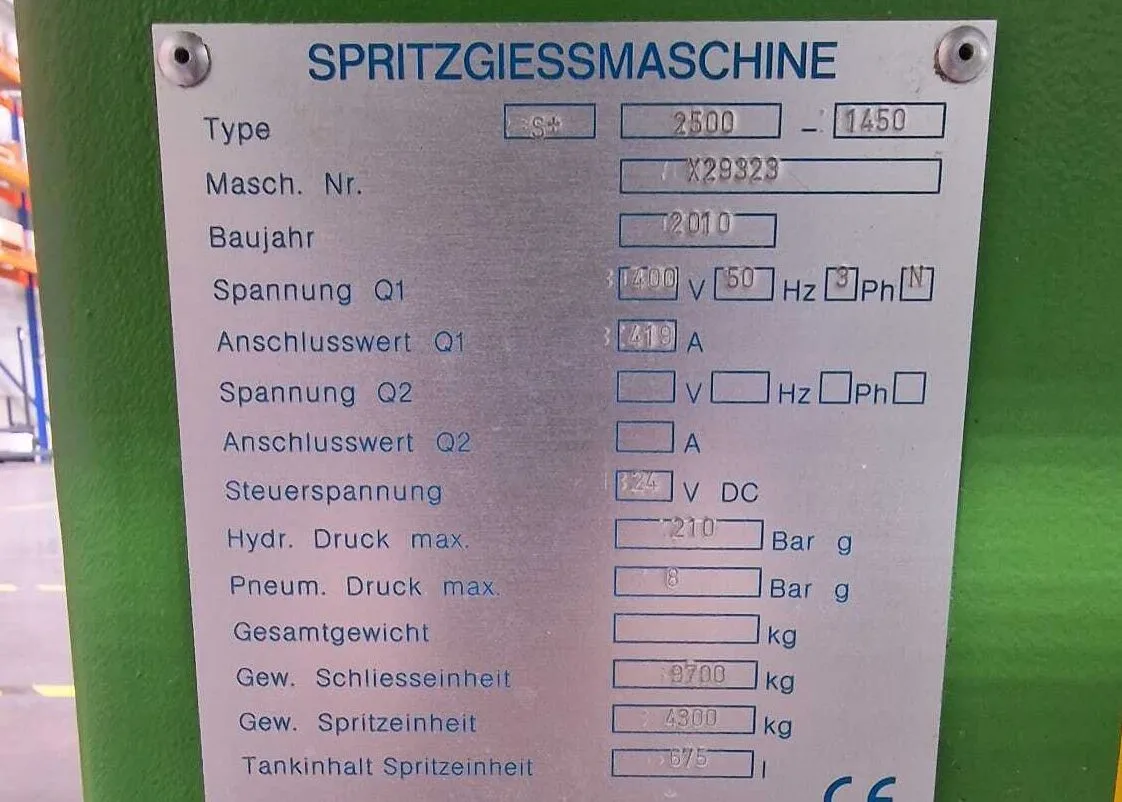 SPRITZGIESSMASCHINE
Type S+ 2500 - 1450
Masch. Nr. X29323
Baujahr 2010
Spannung Q1 400 V 50 Hz 3 Ph N
Anschlusswert Q1 419 A
Spannung Q2 V Hz Ph
Anschlusswert Q2 A
Steuerspannung 24 V DC
Hydr. Druck max. 210 Bar g
Pneum. Druck max. 8 Bar g
Gesamtgewicht kg
Gew. Schliesseinheit 9700 kg
Gew. Spritzeinheit 4300 kg
Tankinhalt Spritzeinheit 675 l
CE